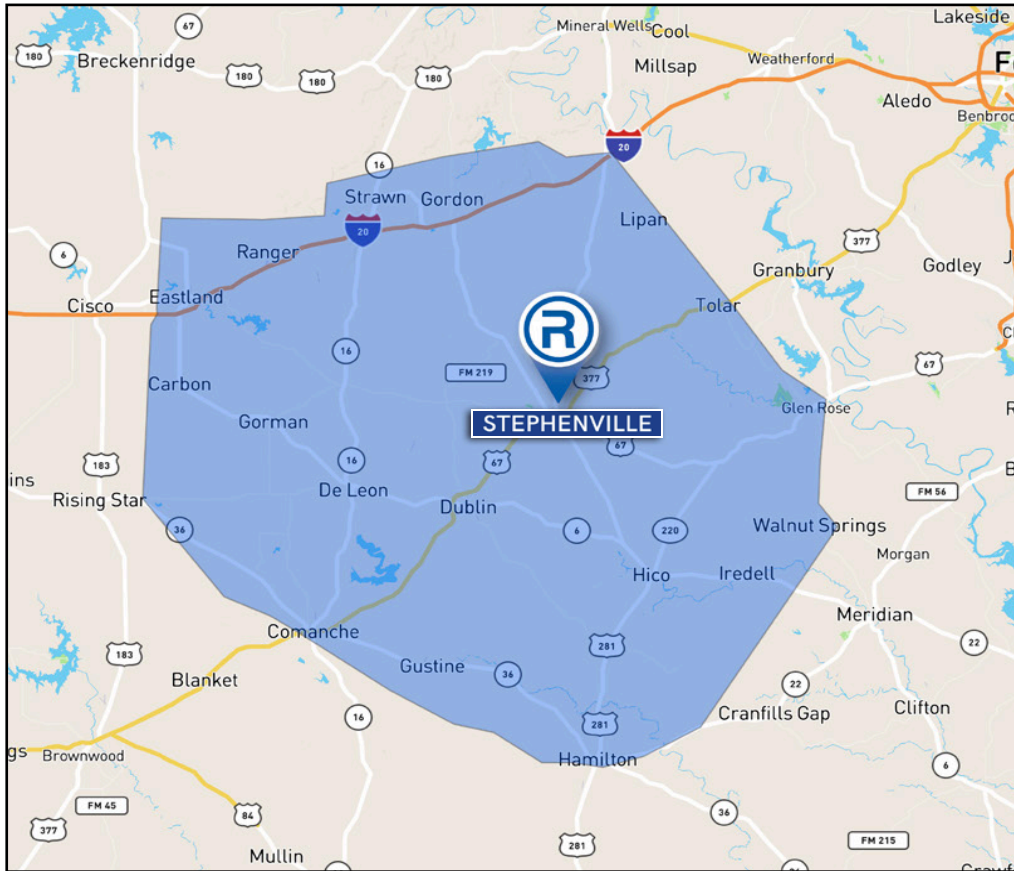 Lakeside
67
Mineral Wells
Cool
180
Breckenridge
Weatherford
Millsap
180
180
180
Aledo
Benbroo
20
16
Strawn
Gordon
Lipan
20
377
6
Ranger
Granbury
Godley
Eastland
Cisco
Tolar
R
16
67
FM 219
377
Carbon
Glen Rose
Gorman
STEPHENVILLE
67
16
67
183
ins
De Leon
FM 56
Rising Star
Dublin
Walnut Springs
36
6
220
Morgan
Hico
Iredell
Meridian
Comanche
22
183
281
Gustine
36
Blanket
22
Clifton
16
Cranfills Gap
281
gs
Brownwood
Hamilton
6
FM 45
84
36
377
281
FM 215
Mullin